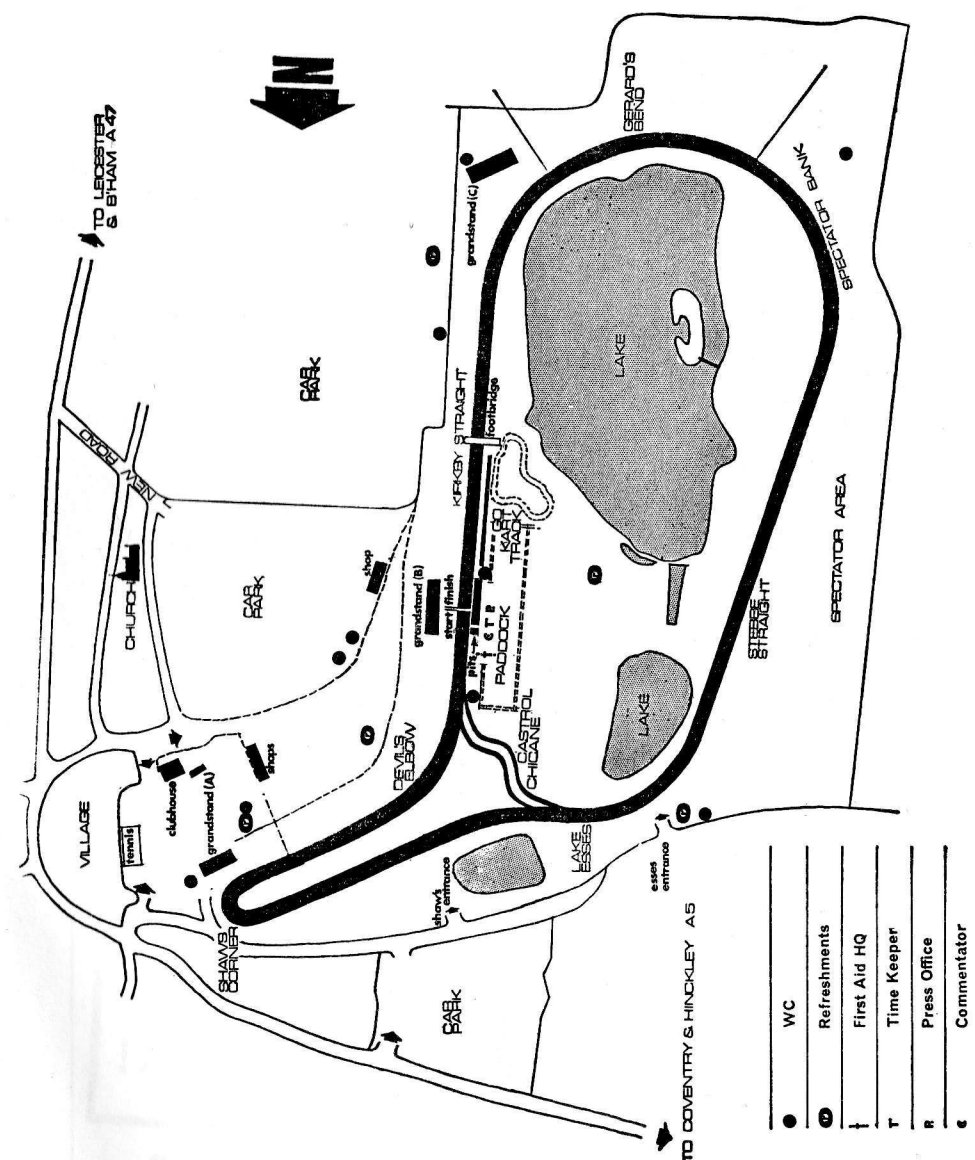 N
TO LEICESTER
& B'HAM A 47
GERARD'S
BEND
grandstand (C)
SPECTATOR BANK
CAR
PARK
LAKE
KIRKBY STRAIGHT
footbridge
NEW
ROAD
GO
KART
TRACK
CHURCH
shop
CAR
PARK
grandstand (B)
start finish
pits
† C T R
PADDOCK
SPECTATOR AREA
STEBBE
STRAIGHT
LAKE
CASTROL
CHICANE
DEVIL'S
ELBOW
shops
clubhouse
grandstand (A)
VILLAGE
tennis
LAKE
ESSES
esses
entrance
shaw's
entrance
SHAWS
CORNER
CAR
PARK
TO COVENTRY & HINCKLEY A5
● WC
Refreshments
† First Aid HQ
T Time Keeper
R Press Office
C Commentator